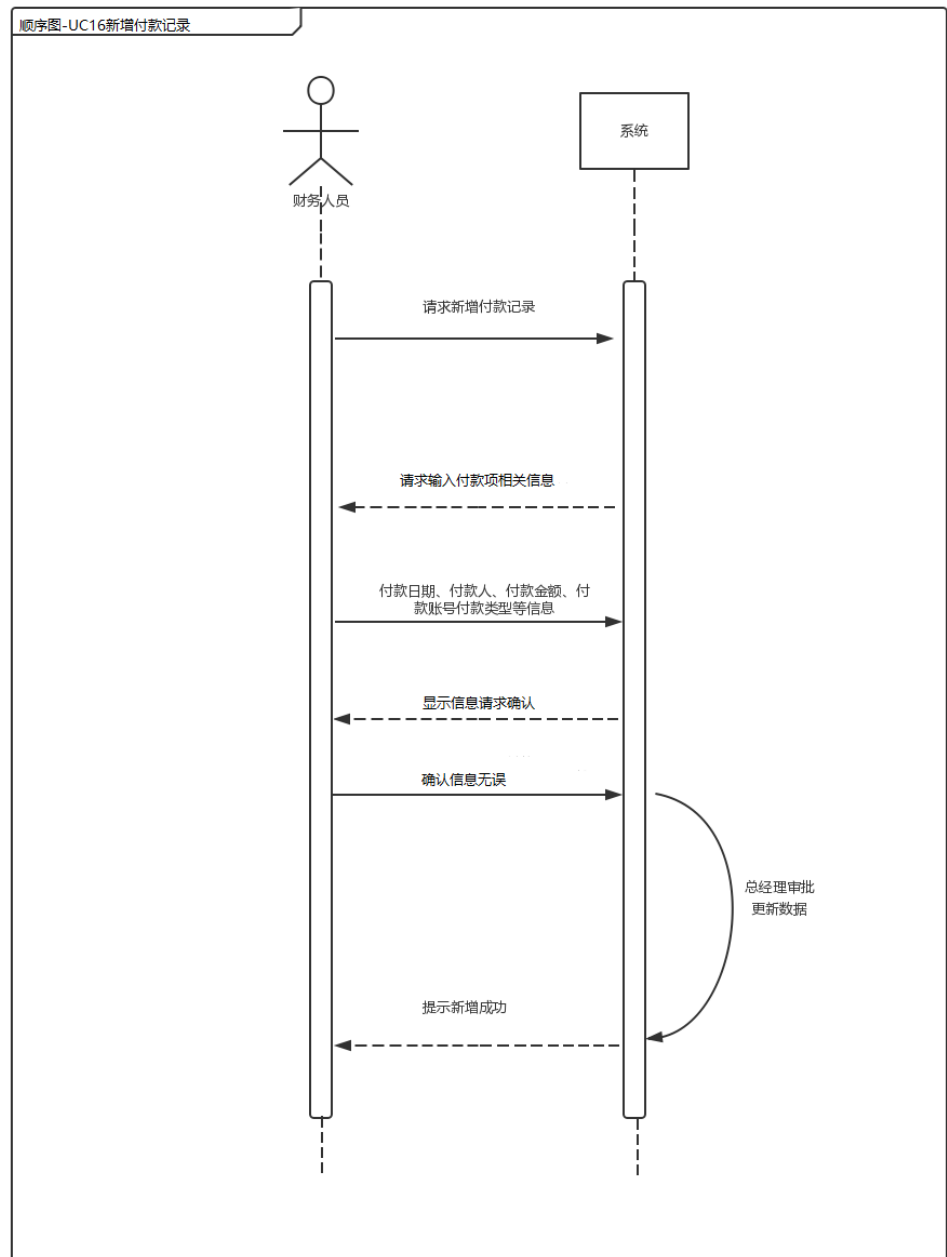 顺序图-UC16新增付款记录
系统
财务人员
请求新增付款记录
请求输入付款项相关信息
付款日期、付款人、付款金额、付
款账号付款类型等信息
显示信息请求确认
确认信息无误
总经理审批
更新数据
提示新增成功